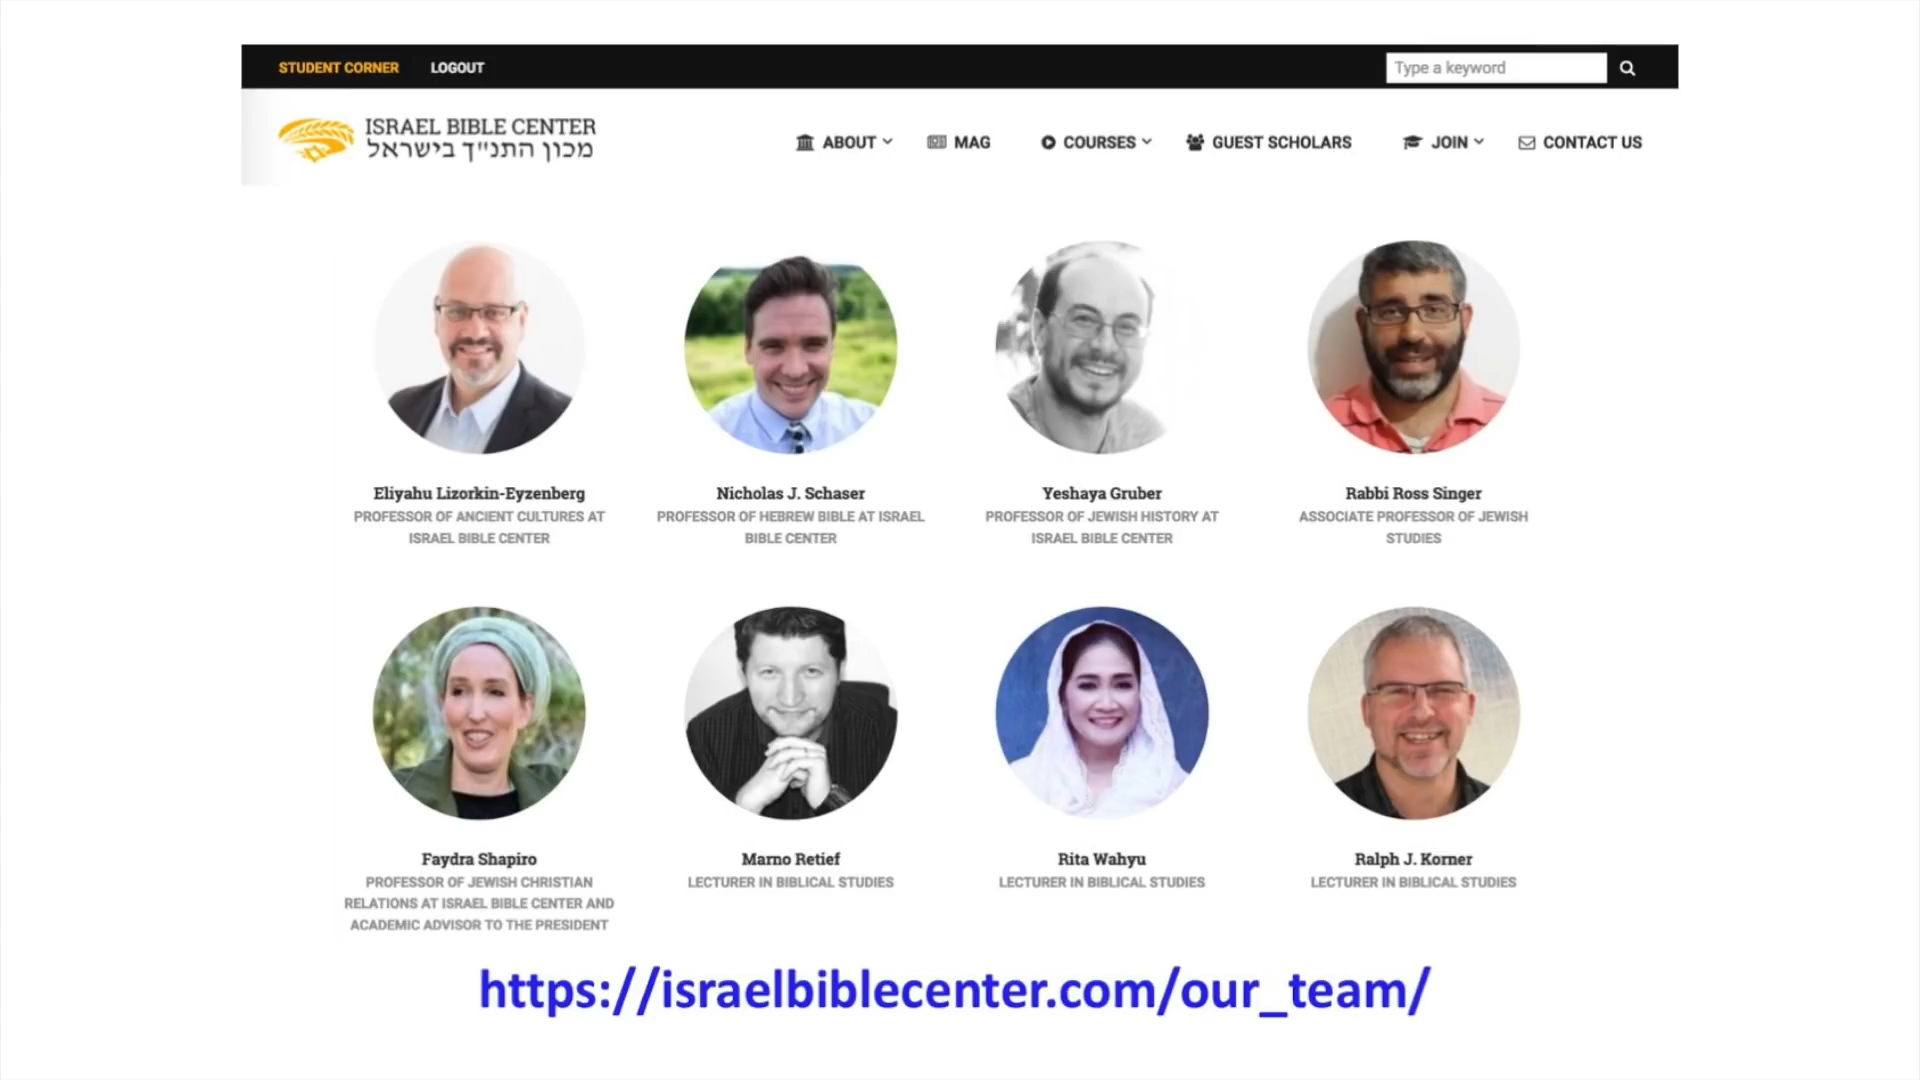 STUDENT CORNER LOGOUT Type a keyword
ISRAEL BIBLE CENTER
מכון התנ"ך בישראל
ABOUT MAG COURSES GUEST SCHOLARS JOIN CONTACT US
Eliyahu Lizorkin-Eyzenberg
PROFESSOR OF ANCIENT CULTURES AT
ISRAEL BIBLE CENTER
Nicholas J. Schaser
PROFESSOR OF HEBREW BIBLE AT ISRAEL
BIBLE CENTER
Yeshaya Gruber
PROFESSOR OF JEWISH HISTORY AT
ISRAEL BIBLE CENTER
Rabbi Ross Singer
ASSOCIATE PROFESSOR OF JEWISH
STUDIES
Faydra Shapiro
PROFESSOR OF JEWISH CHRISTIAN
RELATIONS AT ISRAEL BIBLE CENTER AND
ACADEMIC ADVISOR TO THE PRESIDENT
Marno Retief
LECTURER IN BIBLICAL STUDIES
Rita Wahyu
LECTURER IN BIBLICAL STUDIES
Ralph J. Korner
LECTURER IN BIBLICAL STUDIES
https://israelbiblecenter.com/our_team/